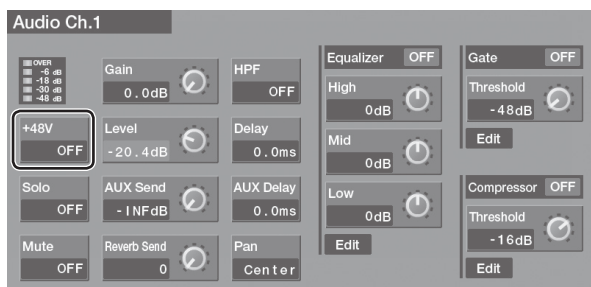 Audio Ch.1
OVER
-6 dB
-18 dB
-30 dB
-48 dB
Gain
0.0dB
HPF
OFF
+48V
OFF
Level
-20.4dB
Delay
0.0ms
Solo
OFF
AUX Send
-INFdB
AUX Delay
0.0ms
Mute
OFF
Reverb Send
0
Pan
Center
Equalizer OFF
High
0dB
Mid
0dB
Low
0dB
Edit
Gate OFF
Threshold
-48dB
Edit
Compressor OFF
Threshold
-16dB
Edit